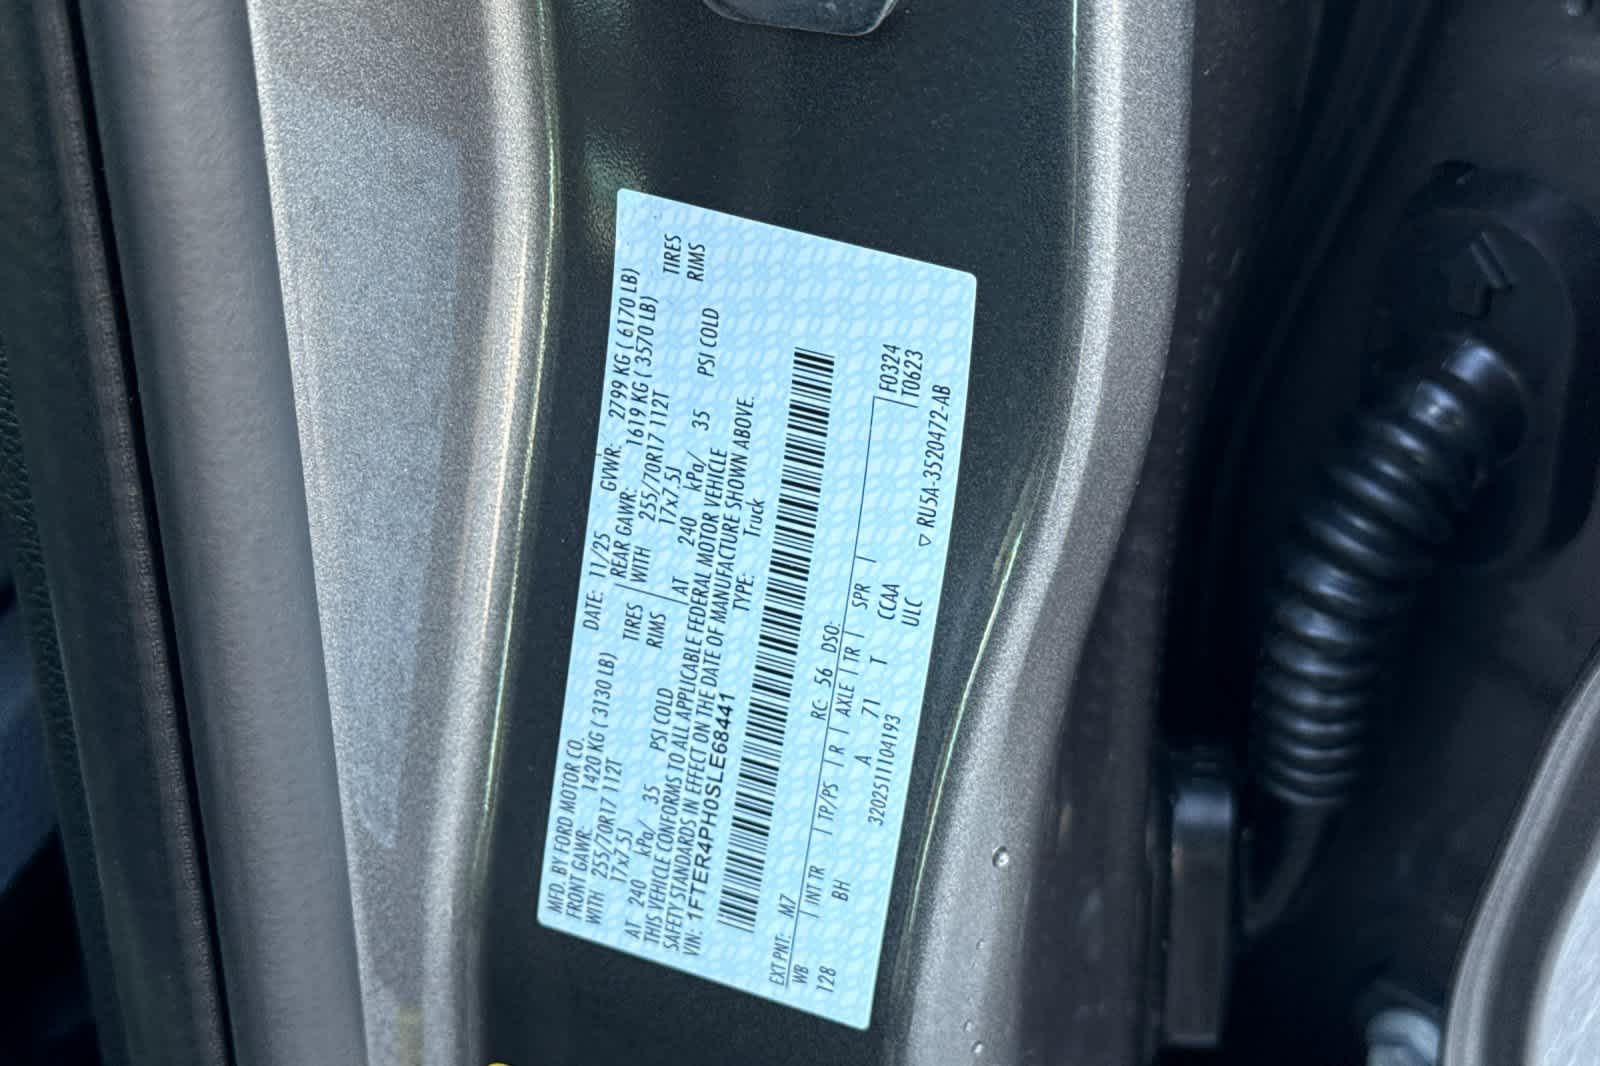 MFD. BY FORD MOTOR CO.
DATE: 11/25 GVWR: 2799 KG ( 6170 LB)
FRONT GAWR: 1420 KG ( 3130 LB) REAR GAWR: 1619 KG ( 3570 LB)
WITH 255/70R17 112T TIRES WITH 255/70R17 112T TIRES
17x7.5J RIMS 17x7.5J RIMS
AT 240 kPa/ 35 PSI COLD AT 240 kPa/ 35 PSI COLD
THIS VEHICLE CONFORMS TO ALL APPLICABLE FEDERAL MOTOR VEHICLE
SAFETY STANDARDS IN EFFECT ON THE DATE OF MANUFACTURE SHOWN ABOVE.
VIN: 1FTER4PH0SLE68441 TYPE: Truck
EXT PNT: M7 RC: 56 DSO: F0324
WB INT TR TP/PS R AXLE TR SPR T0623
128 BH A 71 T CCAA
ULC
3202511104193
▽ RU5A-3520472-AB